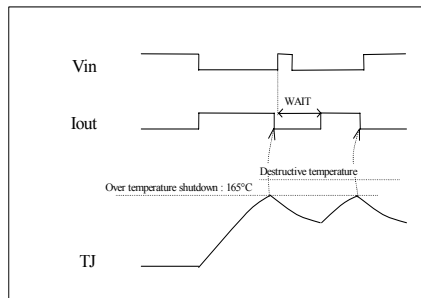 Vin
WAIT
Iout
Destructive temperature
Over temperature shutdown : 165°C
TJ